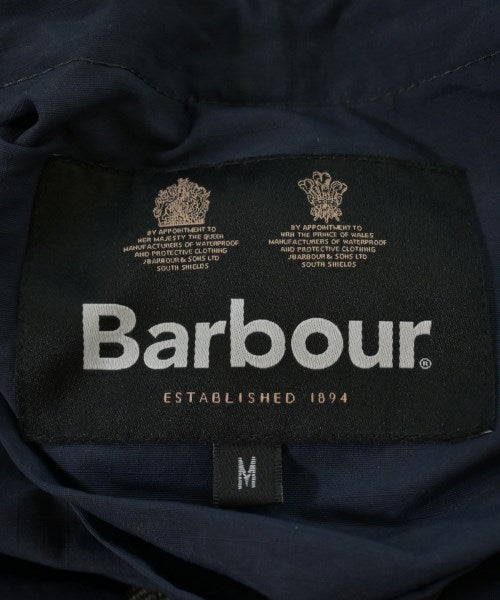 BY APPOINTMENT TO
HER MAJESTY THE QUEEN
MANUFACTURERS OF WATERPROOF
AND PROTECTIVE CLOTHING
J BARBOUR & SONS LTD
SOUTH SHIELDS
BY APPOINTMENT TO
HRH THE PRINCE OF WALES
MANUFACTURERS OF WATERPROOF
AND PROTECTIVE CLOTHING
J BARBOUR & SONS LTD
SOUTH SHIELDS
Barbour®
ESTABLISHED 1894
M